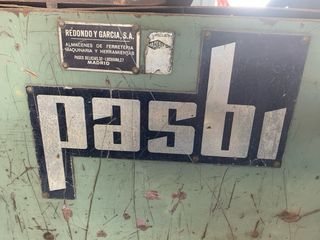 REDONDO Y GARCIA, S.A.
ALMACENES DE FERRETERIA
MAQUINARIA Y HERRAMIENTAS
MADRID
pasbi